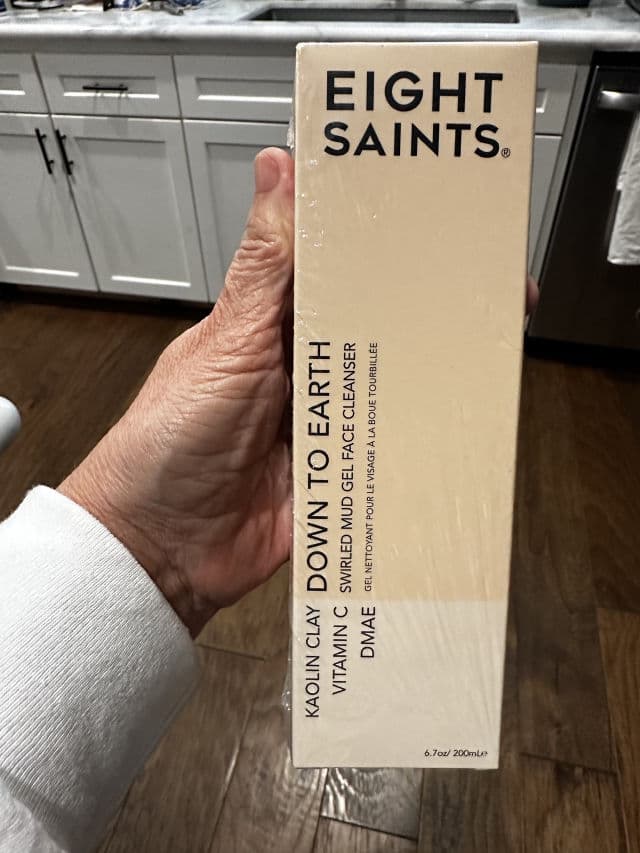 EIGHT
SAINTS®
DOWN TO EARTH
SWIRLED MUD GEL FACE CLEANSER
GEL NETTOYANT POUR LE VISAGE À LA BOUE TOURBILLÉE
KAOLIN CLAY
VITAMIN C
DMAE
6.7oz/ 200mL℮